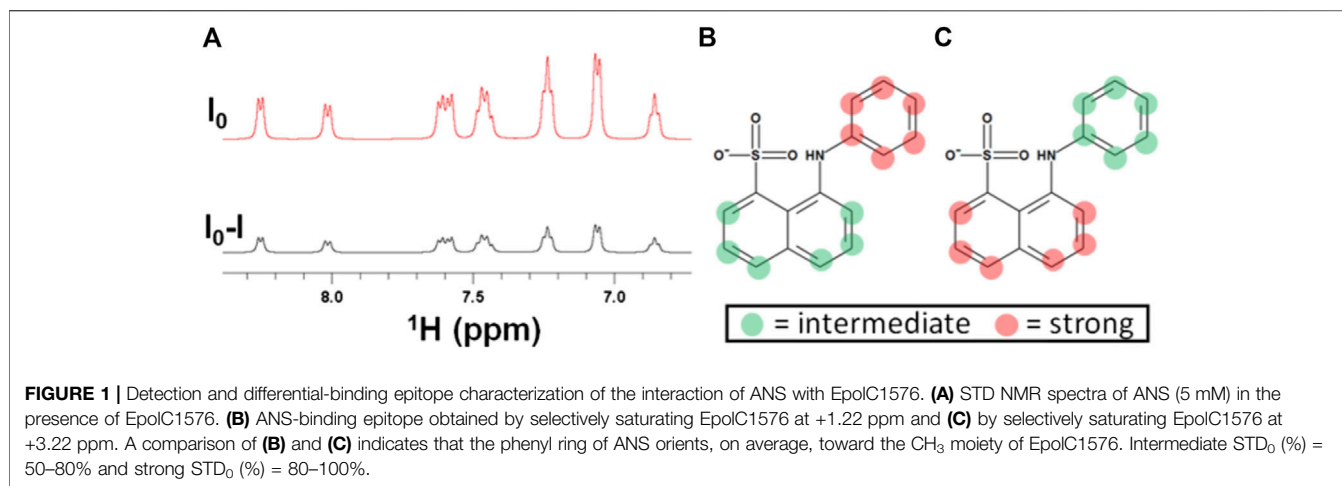 A
B
C
I₀
I₀-I
8.0
7.5
7.0
¹H (ppm)
O
O⁻
S
O
HN
O
O⁻
S
O
HN
= intermediate
= strong
FIGURE 1 | Detection and differential-binding epitope characterization of the interaction of ANS with EpolC1576. (A) STD NMR spectra of ANS (5 mM) in the
presence of EpolC1576. (B) ANS-binding epitope obtained by selectively saturating EpolC1576 at +1.22 ppm and (C) by selectively saturating EpolC1576 at
+3.22 ppm. A comparison of (B) and (C) indicates that the phenyl ring of ANS orients, on average, toward the CH₃ moiety of EpolC1576. Intermediate STD₀ (%) =
50–80% and strong STD₀ (%) = 80–100%.